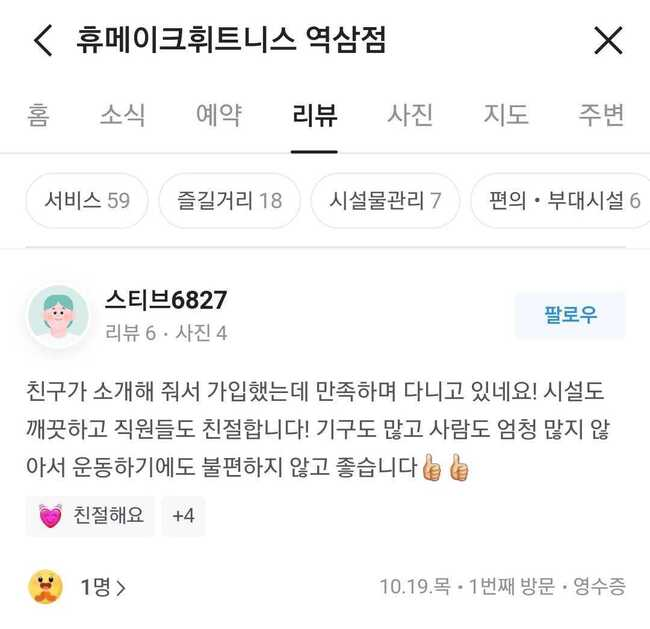 휴메이크휘트니스 역삼점
홈 소식 예약 리뷰 사진 지도 주변
서비스 59 즐길거리 18 시설물관리 7 편의 • 부대시설 6
스티브6827
리뷰 6 · 사진 4
팔로우
친구가 소개해 줘서 가입했는데 만족하며 다니고 있네요! 시설도
깨끗하고 직원들도 친절합니다! 기구도 많고 사람도 엄청 많지 않
아서 운동하기에도 불편하지 않고 좋습니다👍👍
💓 친절해요 +4
1명 >
10.19.목 · 1번째 방문 · 영수증